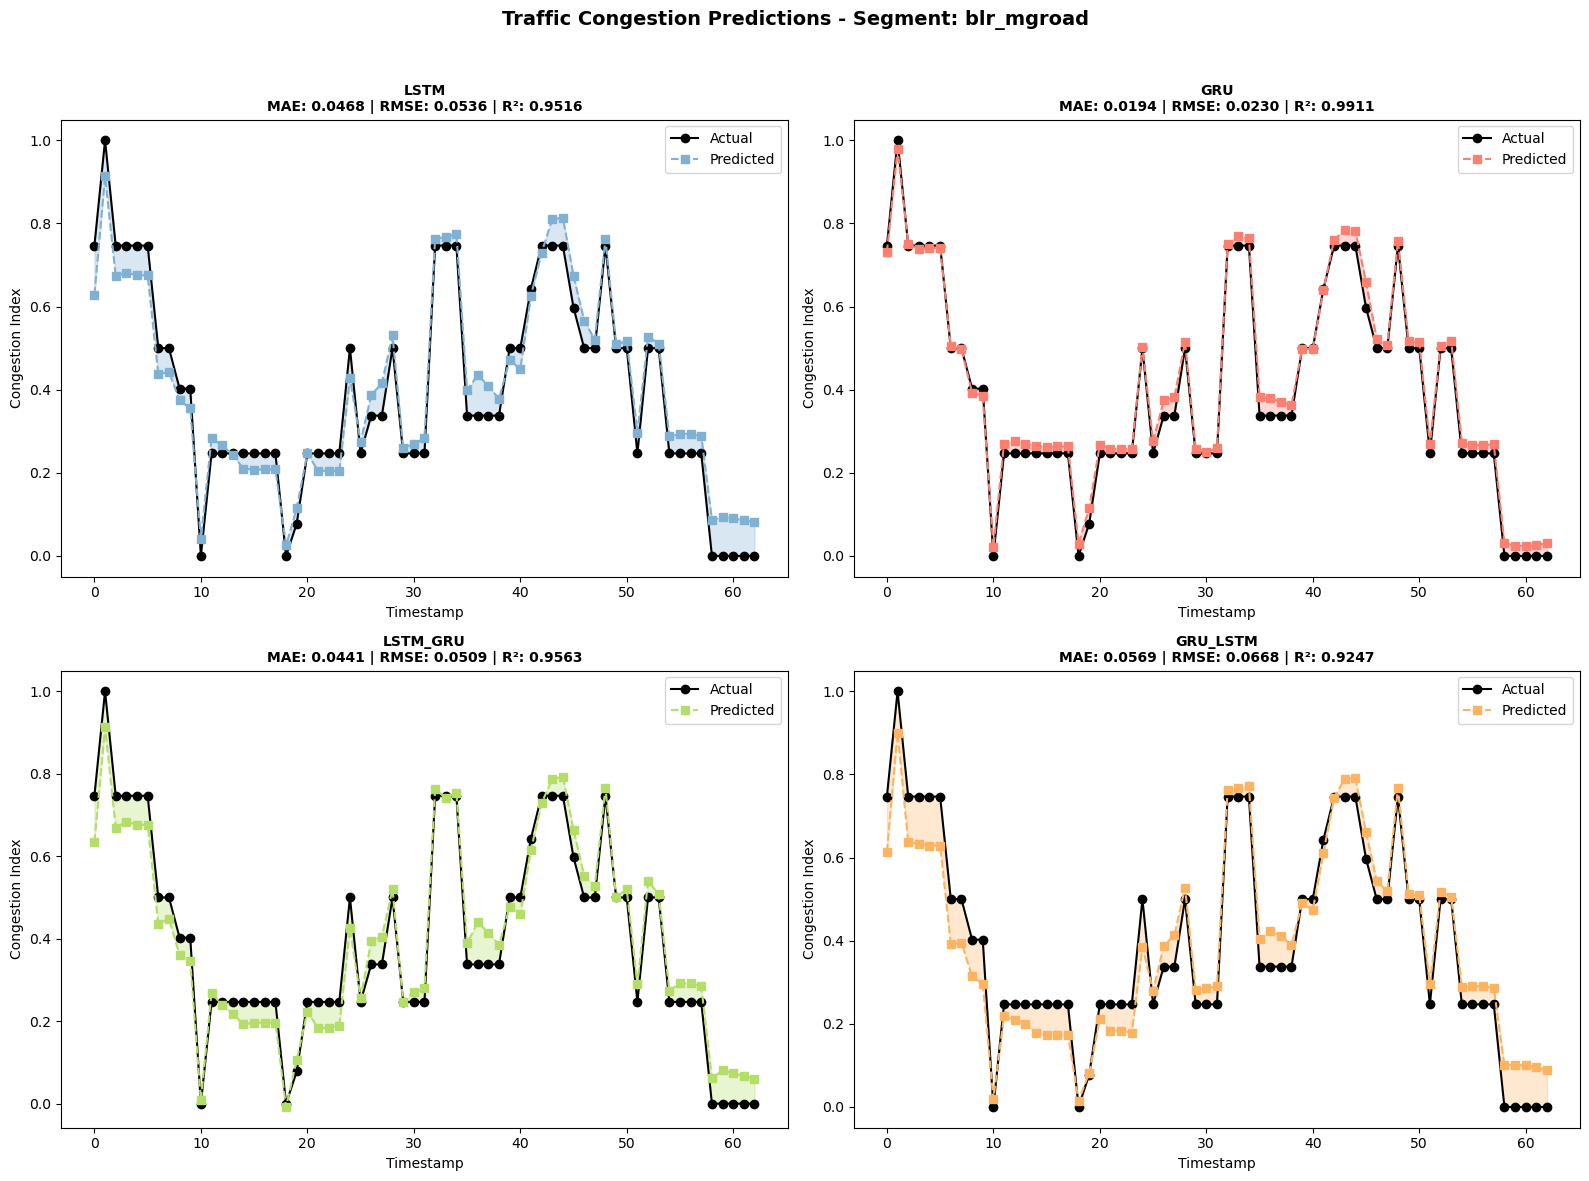 Traffic Congestion Predictions - Segment: blr_mgroad
LSTM
MAE: 0.0468 | RMSE: 0.0536 | R²: 0.9516
Actual
Predicted
Congestion Index
1.0
0.8
0.6
0.4
0.2
0.0
0 10 20 30 40 50 60
Timestamp
GRU
MAE: 0.0194 | RMSE: 0.0230 | R²: 0.9911
Actual
Predicted
Congestion Index
1.0
0.8
0.6
0.4
0.2
0.0
0 10 20 30 40 50 60
Timestamp
LSTM_GRU
MAE: 0.0441 | RMSE: 0.0509 | R²: 0.9563
Actual
Predicted
Congestion Index
1.0
0.8
0.6
0.4
0.2
0.0
0 10 20 30 40 50 60
Timestamp
GRU_LSTM
MAE: 0.0569 | RMSE: 0.0668 | R²: 0.9247
Actual
Predicted
Congestion Index
1.0
0.8
0.6
0.4
0.2
0.0
0 10 20 30 40 50 60
Timestamp